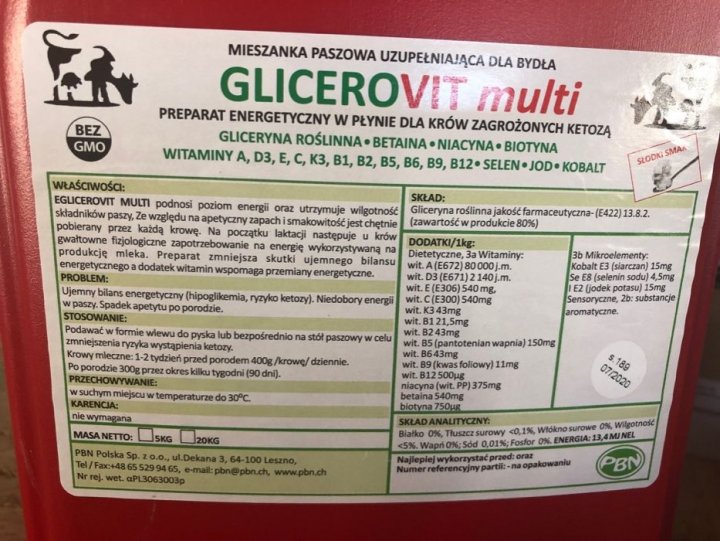 MIESZANKA PASZOWA UZUPEŁNIAJĄCA DLA BYDŁA
GLICEROVIT multi
PREPARAT ENERGETYCZNY W PŁYNIE DLA KRÓW ZAGROŻONYCH KETOZĄ
BEZ
GMO
GLICERYNA ROŚLINNA • BETAINA • NIACYNA • BIOTYNA
WITAMINY A, D3, E, C, K3, B1, B2, B5, B6, B9, B12 • SELEN • JOD • KOBALT
SŁODKI SMAK
WŁAŚCIWOŚCI:
EGLICEROVIT MULTI podnosi poziom energii oraz utrzymuje wilgotność
składników paszy, Ze względu na apetyczny zapach i smakowitość jest chętnie
pobierany przez każdą krowę. Na początku laktacji następuje u krów
gwałtowne fizjologiczne zapotrzebowanie na energię wykorzystywaną na
produkcję mleka. Preparat zmniejsza skutki ujemnego bilansu
energetycznego a dodatek witamin wspomaga przemiany energetyczne.
PROBLEM:
Ujemny bilans energetyczny (hipoglikemia, ryzyko ketozy). Niedobory energii
w paszy. Spadek apetytu po porodzie.
STOSOWANIE:
Podawać w formie wlewu do pyska lub bezpośrednio na stół paszowy w celu
zmniejszenia ryzyka wystąpienia ketozy.
Krowy mleczne: 1-2 tydzień przed porodem 400g /krowę/ dziennie.
Po porodzie 300g przez okres kilku tygodni (90 dni).
PRZECHOWYWANIE:
w suchym miejscu w temperaturze do 30⁰C.
KARENCJA:
nie wymagana
MASA NETTO: 5KG 20KG
PBN Polska Sp. z o.o., ul.Dekana 3, 64-100 Leszno,
Tel / Fax:+48 65 529 94 65, e-mail: pbn@pbn.ch, www.pbn.ch
Nr rej. wet. αPL3063003p
SKŁAD:
Gliceryna roślinna jakość farmaceutyczna- (E422) 13.8.2.
(zawartość w produkcie 80%)
DODATKI/1kg:
Dietetyczne, 3a Witaminy:
wit. A (E672) 80 000 j.m.
wit. D3 (E671) 2 140 j.m.
wit. E (E306) 540 mg,
wit. C (E300) 540mg
wit. K3 43mg
wit. B1 21,5mg
wit. B2 43mg
wit. B5 (pantotenian wapnia) 150mg
wit. B6 43mg
wit. B9 (kwas foliowy) 11mg
wit. B12 500µg
niacyna (wit. PP) 375mg
betaina 540mg
biotyna 750µg
3b Mikroelementy:
Kobalt E3 (siarczan) 15mg
Se E8 (selenin sodu) 4,5mg
I E2 (jodek potasu) 15mg
Sensoryczne, 2b: substancje
aromatyczne.
s.189
07/2020
SKŁAD ANALITYCZNY:
Białko 0%, Tłuszcz surowy <0,1%, Włókno surowe 0%, Wilgotność
<5%. Wapń 0%; Sód 0,01%; Fosfor 0%. ENERGIA: 13,4 MJ NEL
Najlepiej wykorzystać przed: oraz
Numer referencyjny partii: - na opakowaniu
PBN